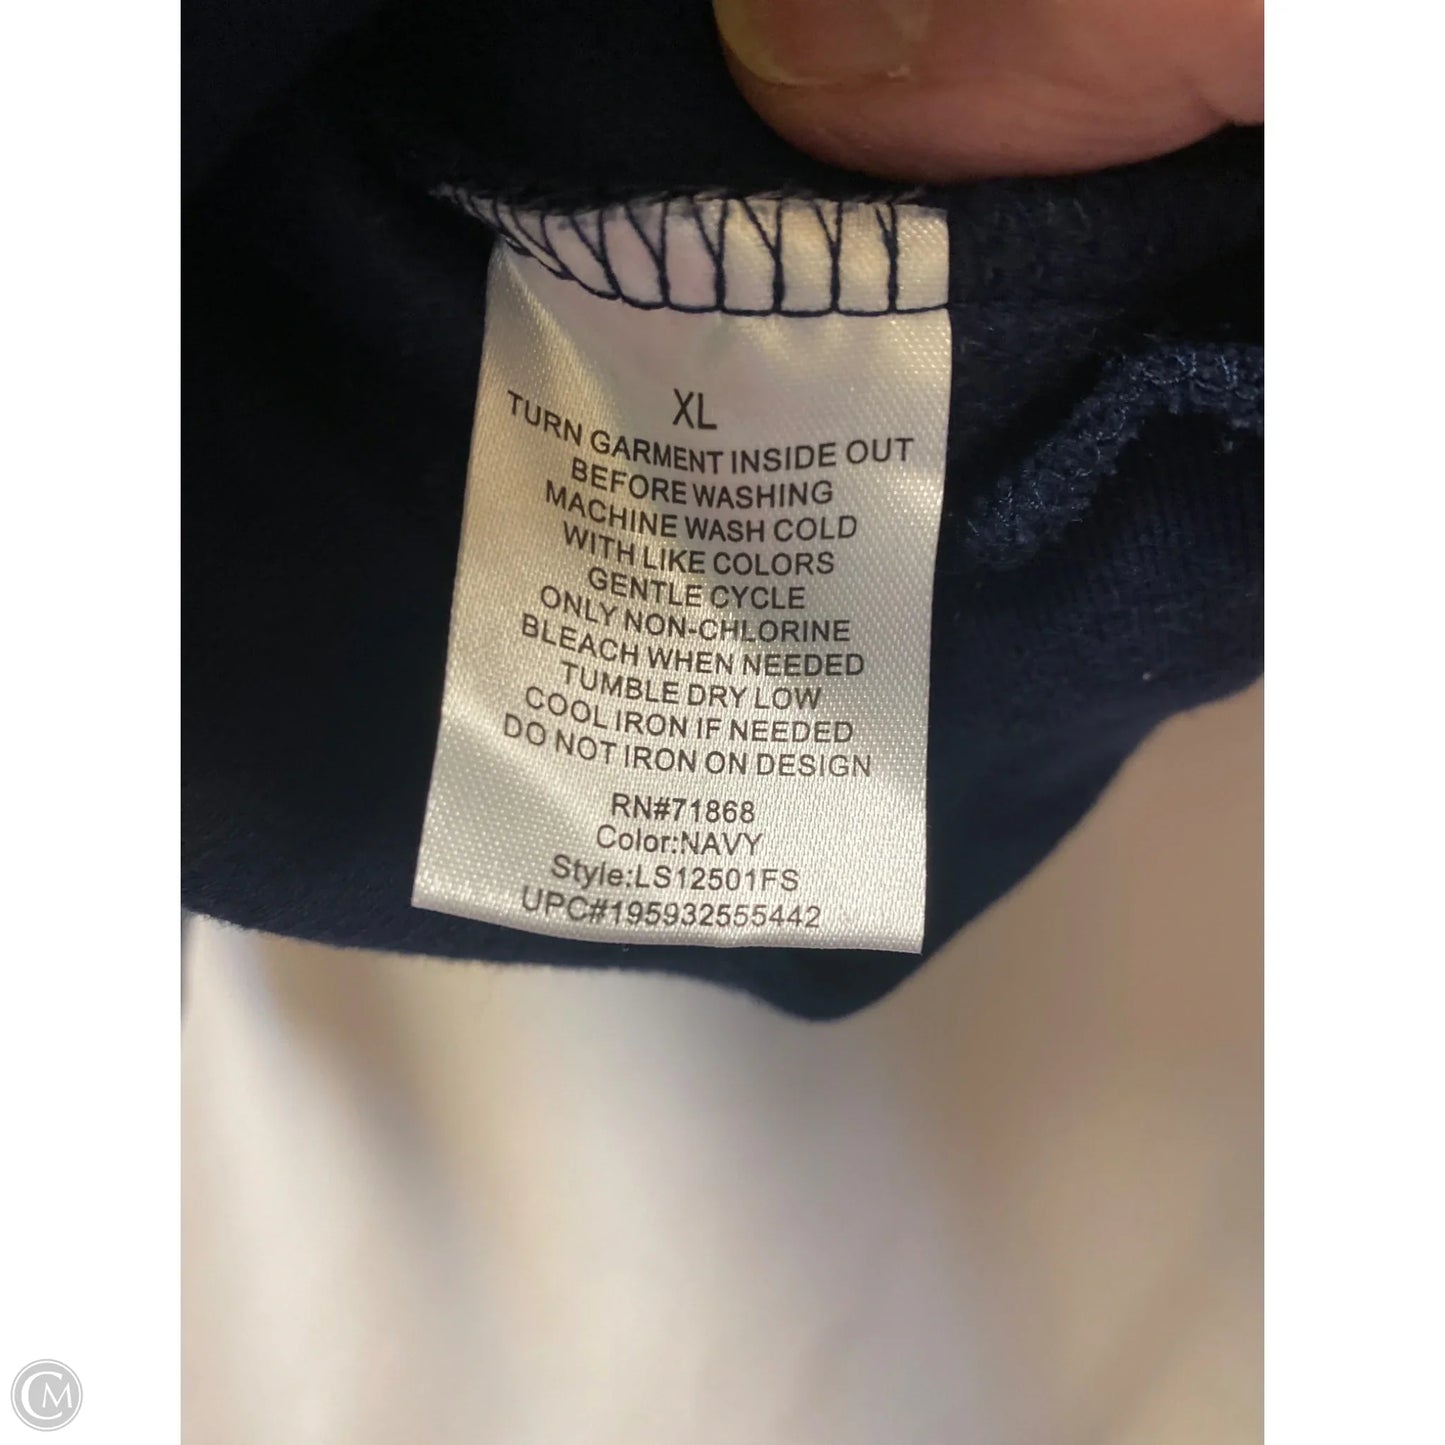 XL
TURN GARMENT INSIDE OUT
BEFORE WASHING
MACHINE WASH COLD
WITH LIKE COLORS
GENTLE CYCLE
ONLY NON-CHLORINE
BLEACH WHEN NEEDED
TUMBLE DRY LOW
COOL IRON IF NEEDED
DO NOT IRON ON DESIGN
RN#71868
Color:NAVY
Style:LS12501FS
UPC#195932555442
CM